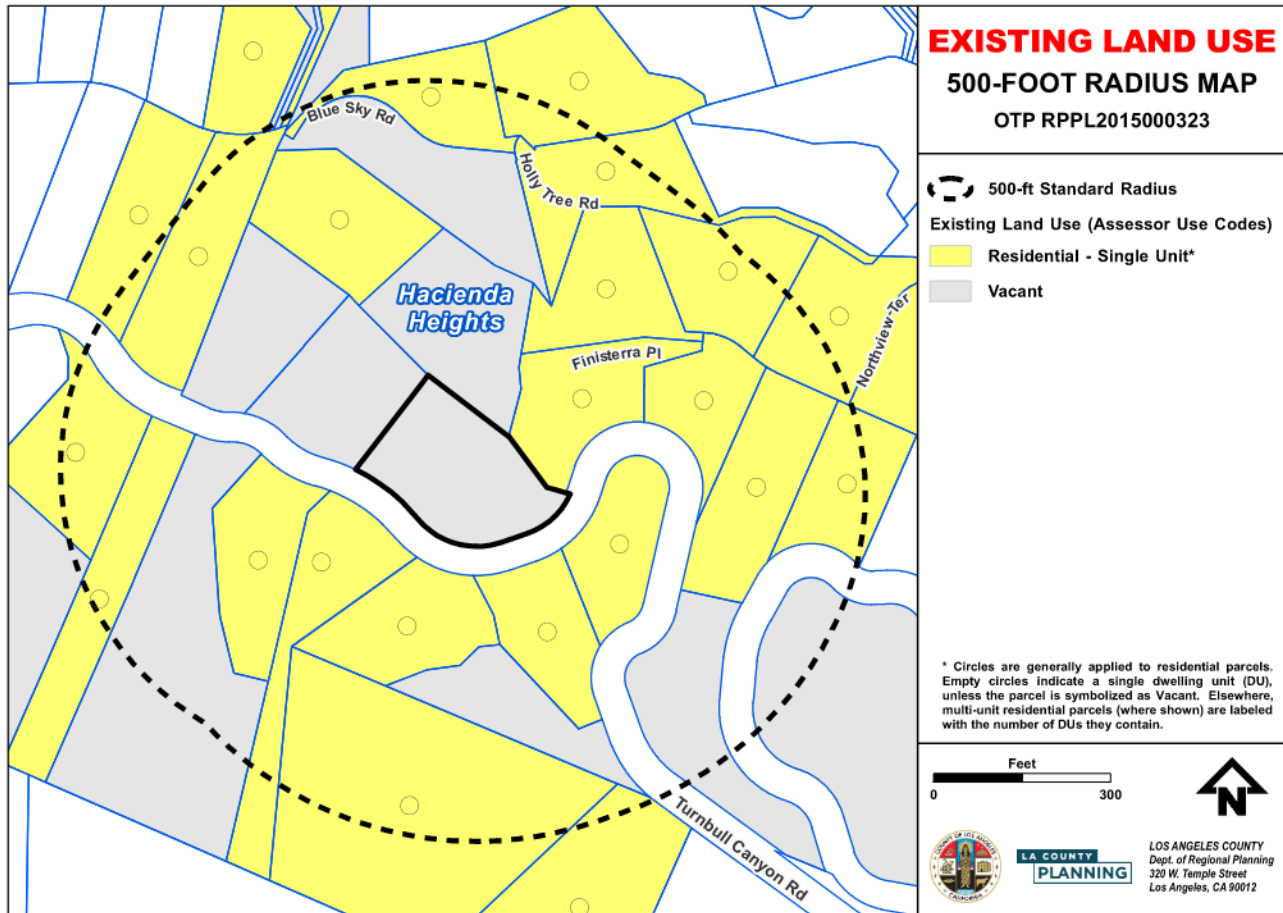 EXISTING LAND USE
500-FOOT RADIUS MAP
OTP RPPL2015000323
500-ft Standard Radius
Existing Land Use (Assessor Use Codes)
Residential - Single Unit*
Vacant
Blue Sky Rd
Holly Tree Rd
Hacienda
Heights
Finisterra Pl
Northview Ter
Turnbull Canyon Rd
* Circles are generally applied to residential parcels.
Empty circles indicate a single dwelling unit (DU),
unless the parcel is symbolized as Vacant. Elsewhere,
multi-unit residential parcels (where shown) are labeled
with the number of DUs they contain.
Feet
0 300
N
LA COUNTY
PLANNING
LOS ANGELES COUNTY
Dept. of Regional Planning
320 W. Temple Street
Los Angeles, CA 90012